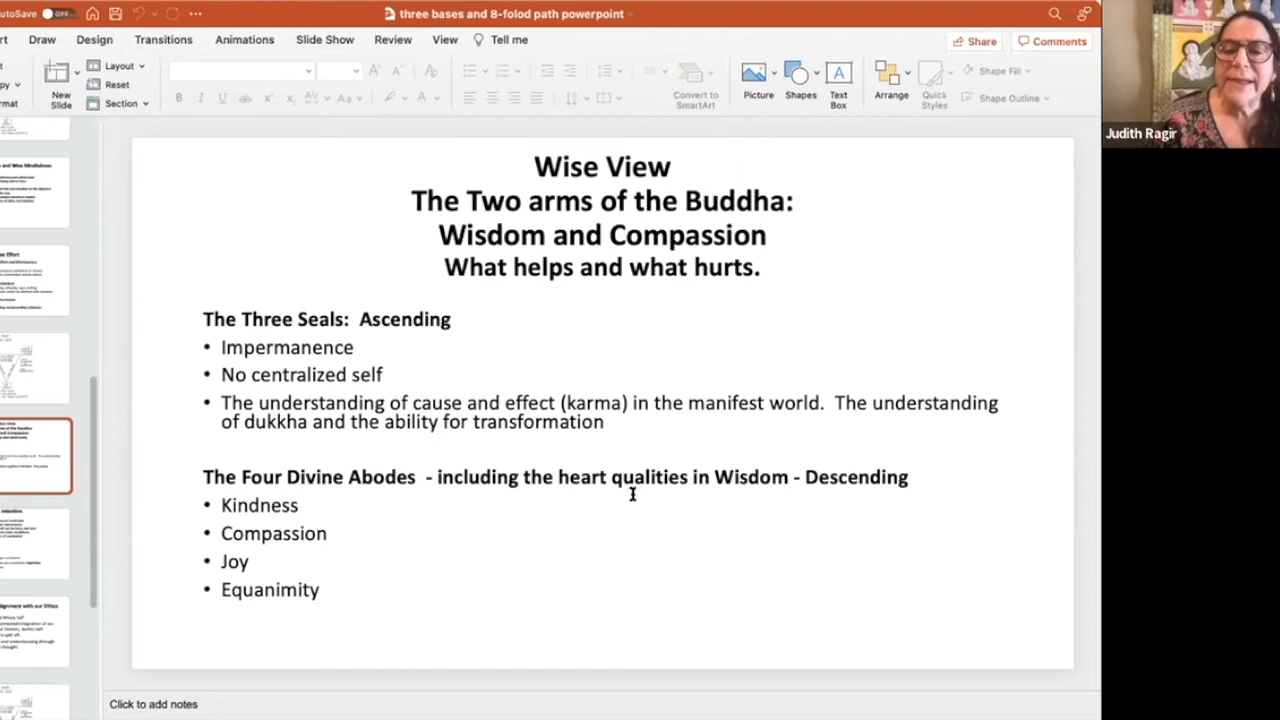 utoSave OFF
three bases and 8-folod path powerpoint
rt Draw Design Transitions Animations Slide Show Review View Tell me
Share Comments
New Slide
Layout
Reset
Section
Convert to SmartArt
Picture
Shapes
Text Box
Arrange
Quick Styles
Shape Fill
Shape Outline
Judith Ragir
Wise View
The Two arms of the Buddha:
Wisdom and Compassion
What helps and what hurts.
The Three Seals: Ascending
• Impermanence
• No centralized self
• The understanding of cause and effect (karma) in the manifest world. The understanding
of dukkha and the ability for transformation
The Four Divine Abodes - including the heart qualities in Wisdom - Descending
• Kindness
• Compassion
• Joy
• Equanimity
Click to add notes